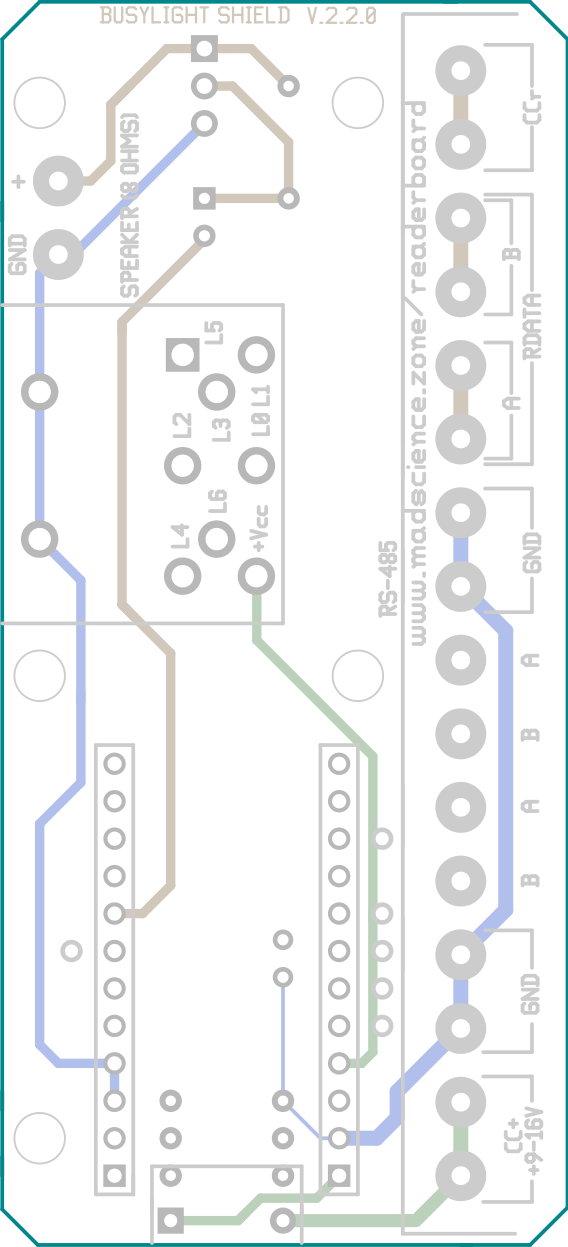 BUSYLIGHT SHIELD V.2.2.0
+
GND
SPEAKER (8 OHMS)
L5
L1
L2
L3
L0
L6
L4
+Vcc
RS-485
www.madscience.zone/readerboard
CCr
B
RDATA
A
GND
A
B
A
B
GND
CC+
+9-16V